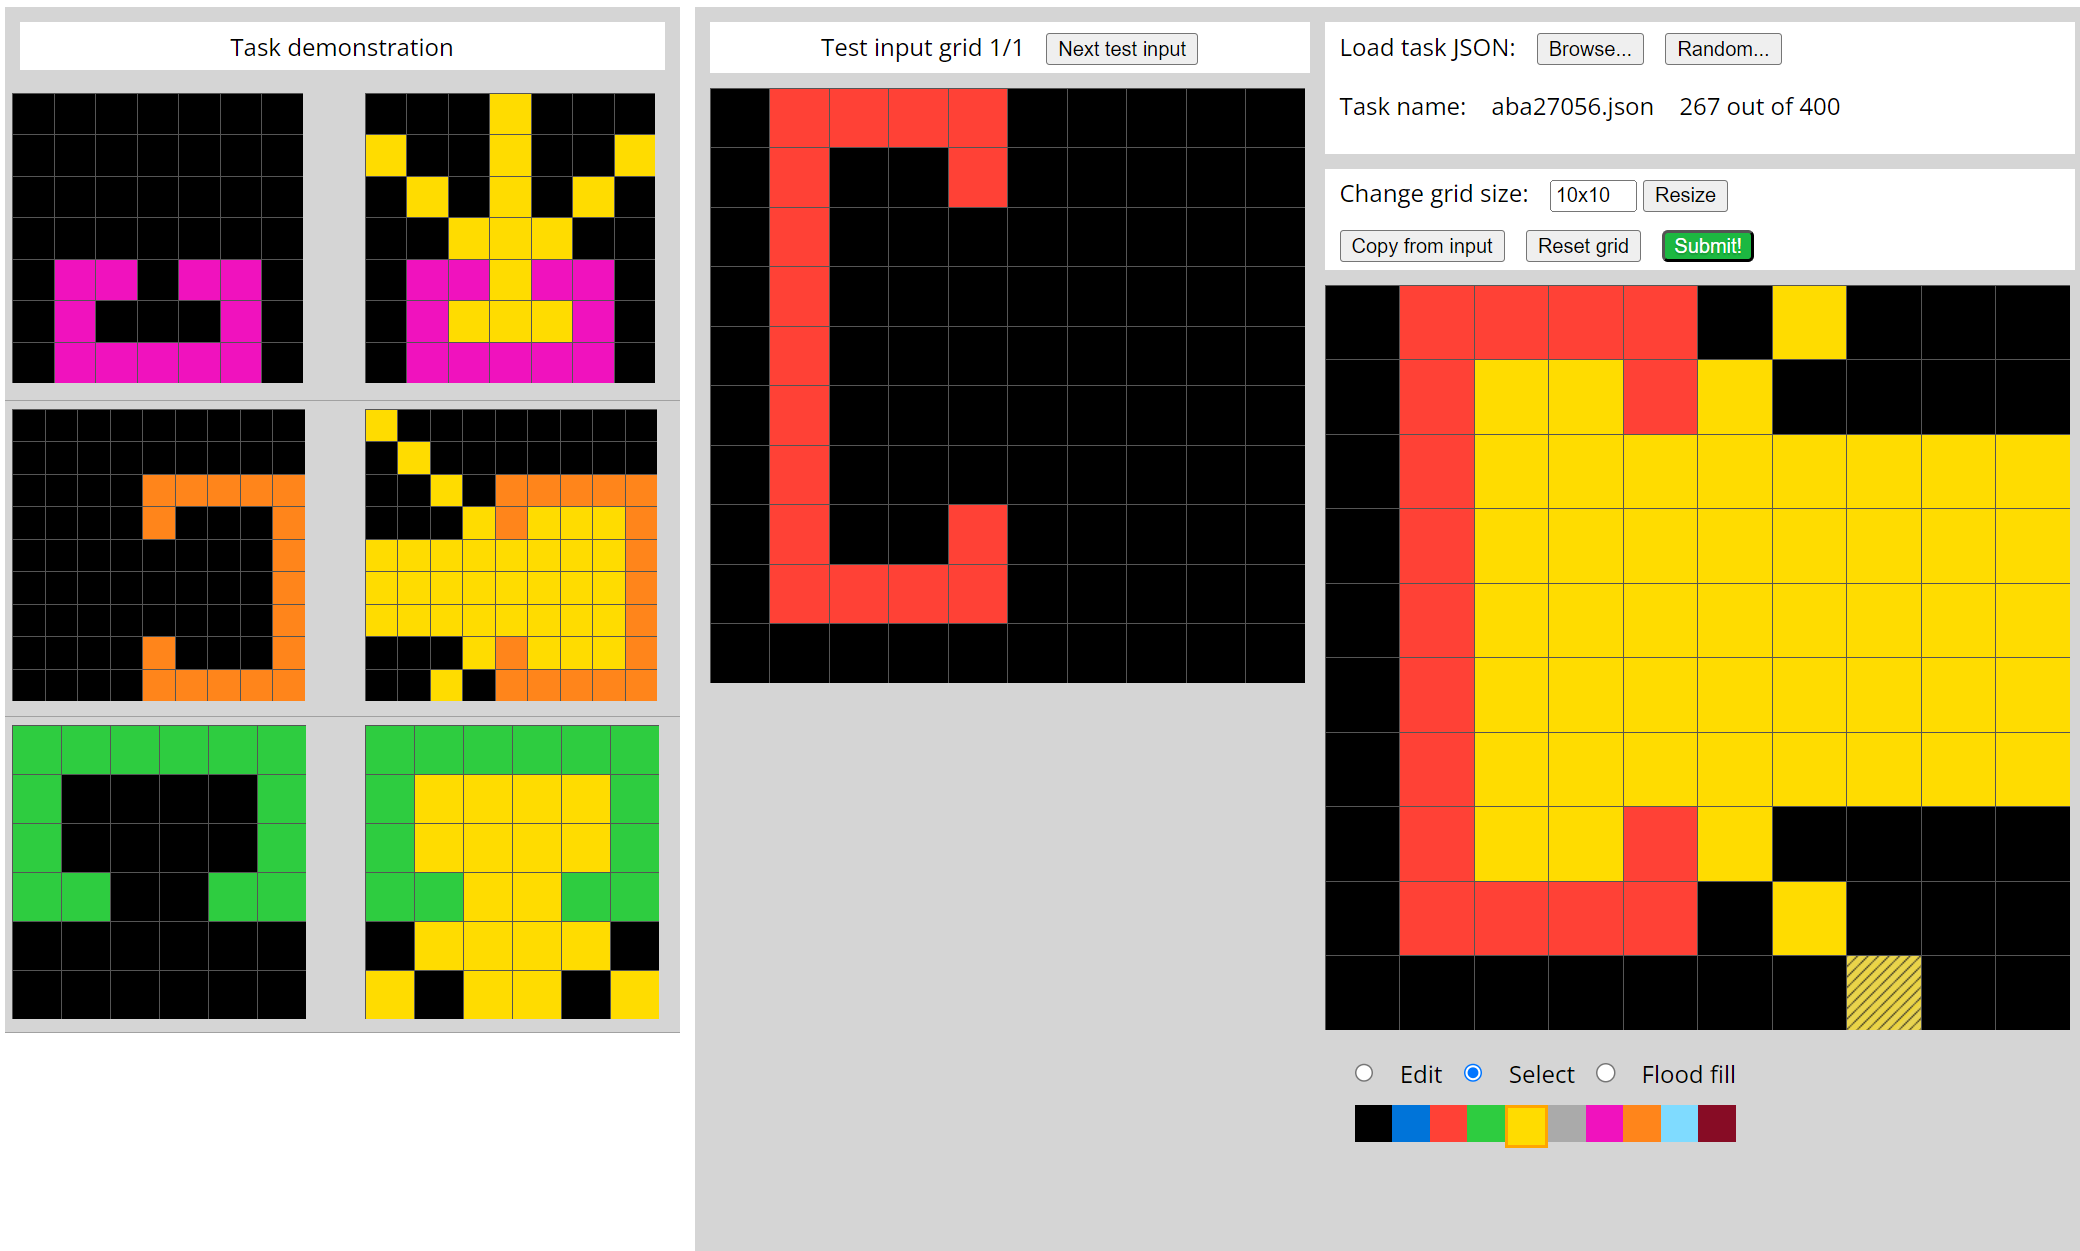 Task demonstration
Test input grid 1/1 Next test input
Load task JSON: Browse... Random...
Task name: aba27056.json 267 out of 400
Change grid size: 10x10 Resize
Copy from input Reset grid Submit!
Edit Select Flood fill